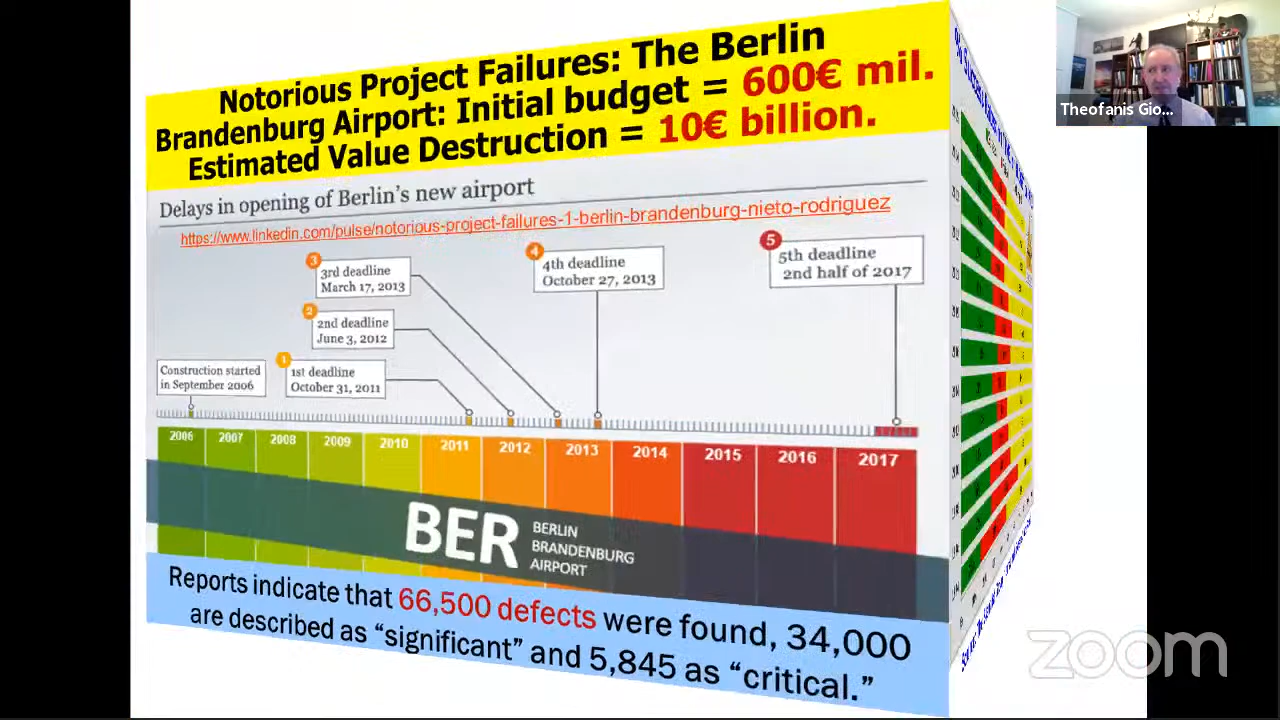 Notorious Project Failures: The Berlin
Brandenburg Airport: Initial budget = 600€ mil.
Estimated Value Destruction = 10€ billion.
Delays in opening of Berlin's new airport
https://www.linkedin.com/pulse/notorious-project-failures-1-berlin-brandenburg-nieto-rodriguez
Construction started
in September 2006
1
1st deadline
October 31, 2011
2
2nd deadline
June 3, 2012
3
3rd deadline
March 17, 2013
4
4th deadline
October 27, 2013
5
5th deadline
2nd half of 2017
2006 2007 2008 2009 2010 2011 2012 2013 2014 2015 2016 2017
BER
BERLIN
BRANDENBURG
AIRPORT
Reports indicate that 66,500 defects were found, 34,000
are described as “significant” and 5,845 as “critical.”
Theofanis Gio...
zoom